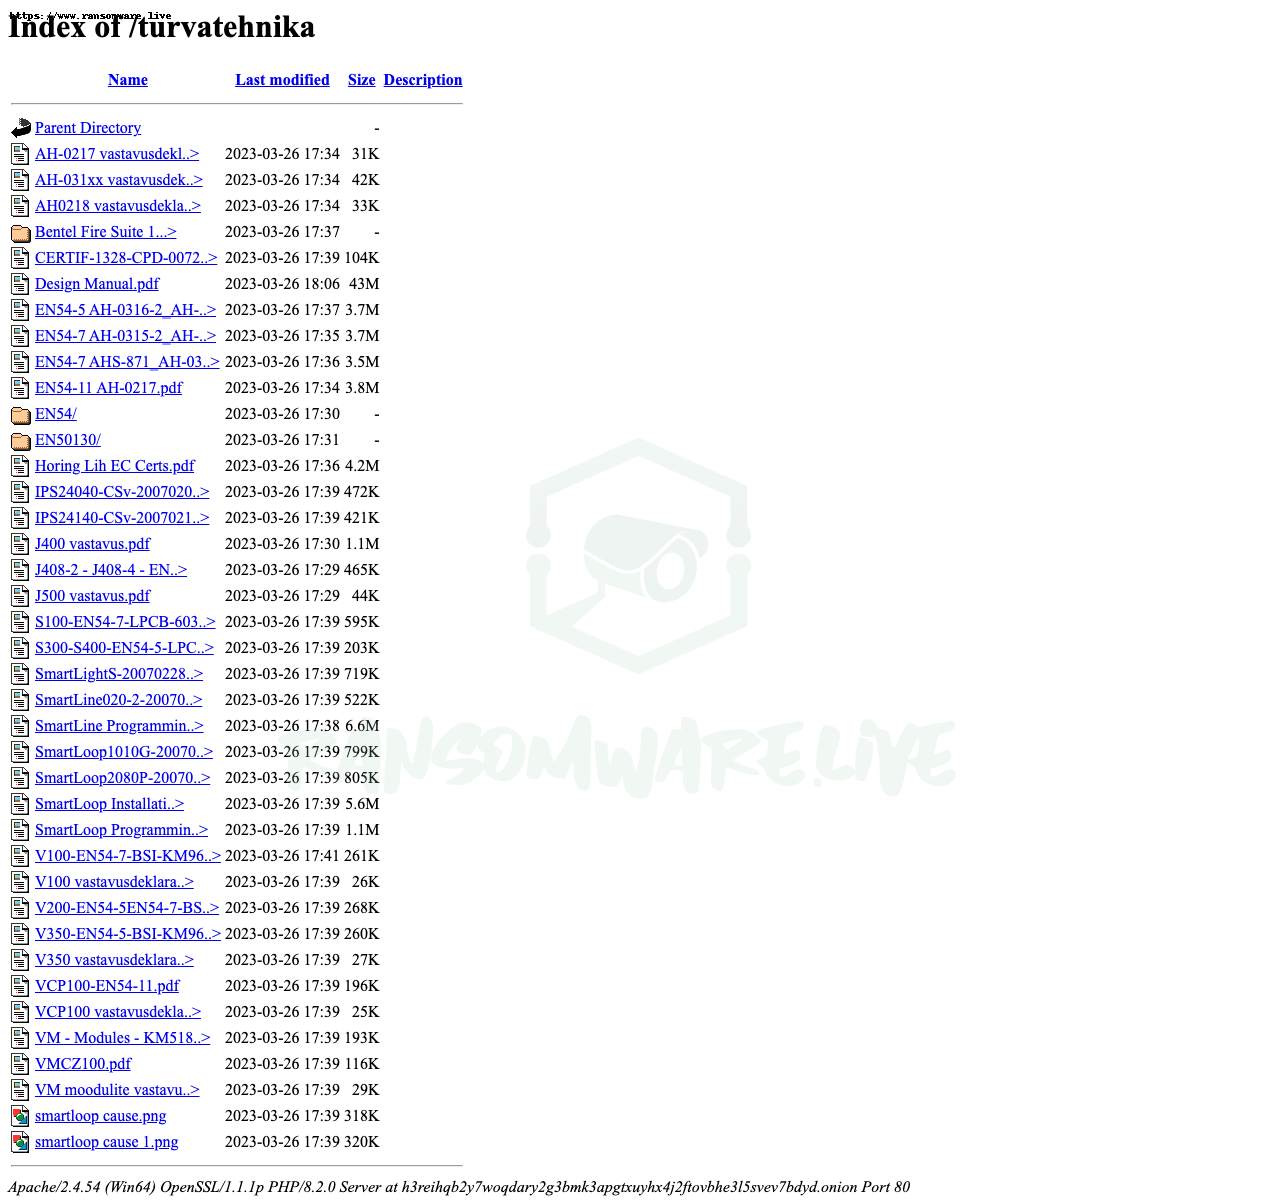 https://www.ransomware.live
Index of /turvatehnika
Name Last modified Size Description
Parent Directory -
AH-0217 vastavusdekl..> 2023-03-26 17:34 31K
AH-031xx vastavusdek..> 2023-03-26 17:34 42K
AH0218 vastavusdekla..> 2023-03-26 17:34 33K
Bentel Fire Suite 1...> 2023-03-26 17:37 -
CERTIF-1328-CPD-0072..> 2023-03-26 17:39 104K
Design Manual.pdf 2023-03-26 18:06 43M
EN54-5 AH-0316-2_AH-..> 2023-03-26 17:37 3.7M
EN54-7 AH-0315-2_AH-..> 2023-03-26 17:35 3.7M
EN54-7 AHS-871_AH-03..> 2023-03-26 17:36 3.5M
EN54-11 AH-0217.pdf 2023-03-26 17:34 3.8M
EN54/ 2023-03-26 17:30 -
EN50130/ 2023-03-26 17:31 -
Horing Lih EC Certs.pdf 2023-03-26 17:36 4.2M
IPS24040-CSv-2007020..> 2023-03-26 17:39 472K
IPS24140-CSv-2007021..> 2023-03-26 17:39 421K
J400 vastavus.pdf 2023-03-26 17:30 1.1M
J408-2 - J408-4 - EN..> 2023-03-26 17:29 465K
J500 vastavus.pdf 2023-03-26 17:29 44K
S100-EN54-7-LPCB-603..> 2023-03-26 17:39 595K
S300-S400-EN54-5-LPC..> 2023-03-26 17:39 203K
SmartLightS-20070228..> 2023-03-26 17:39 719K
SmartLine020-2-20070..> 2023-03-26 17:39 522K
SmartLine Programmin..> 2023-03-26 17:38 6.6M
SmartLoop1010G-20070..> 2023-03-26 17:39 799K
SmartLoop2080P-20070..> 2023-03-26 17:39 805K
SmartLoop Installati..> 2023-03-26 17:39 5.6M
SmartLoop Programmin..> 2023-03-26 17:39 1.1M
V100-EN54-7-BSI-KM96..> 2023-03-26 17:41 261K
V100 vastavusdeklara..> 2023-03-26 17:39 26K
V200-EN54-5EN54-7-BS..> 2023-03-26 17:39 268K
V350-EN54-5-BSI-KM96..> 2023-03-26 17:39 260K
V350 vastavusdeklara..> 2023-03-26 17:39 27K
VCP100-EN54-11.pdf 2023-03-26 17:39 196K
VCP100 vastavusdekla..> 2023-03-26 17:39 25K
VM - Modules - KM518..> 2023-03-26 17:39 193K
VMCZ100.pdf 2023-03-26 17:39 116K
VM moodulite vastavu..> 2023-03-26 17:39 29K
smartloop cause.png 2023-03-26 17:39 318K
smartloop cause 1.png 2023-03-26 17:39 320K
RANSOMWARE.LIVE
Apache/2.4.54 (Win64) OpenSSL/1.1.1p PHP/8.2.0 Server at h3reihqb2y7woqdary2g3bmk3apgtxuyhx4j2ftovbhe3l5svev7bdyd.onion Port 80